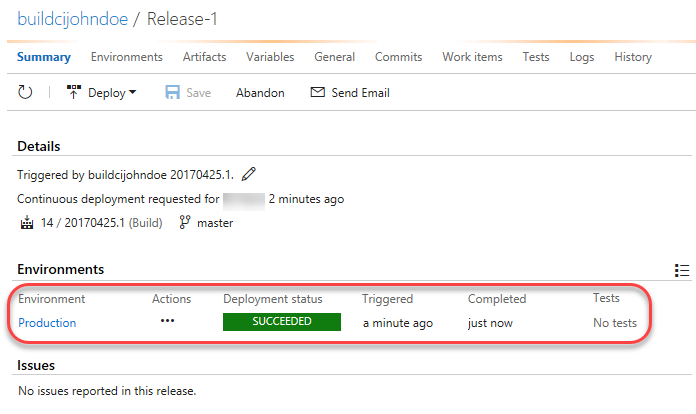 buildcijohndoe / Release-1
Summary Environments Artifacts Variables General Commits Work items Tests Logs History
Deploy Save Abandon Send Email
Details
Triggered by buildcijohndoe 20170425.1.
Continuous deployment requested for 2 minutes ago
14 / 20170425.1 (Build) master
Environments
Environment Actions Deployment status Triggered Completed Tests
Production ••• SUCCEEDED a minute ago just now No tests
Issues
No issues reported in this release.